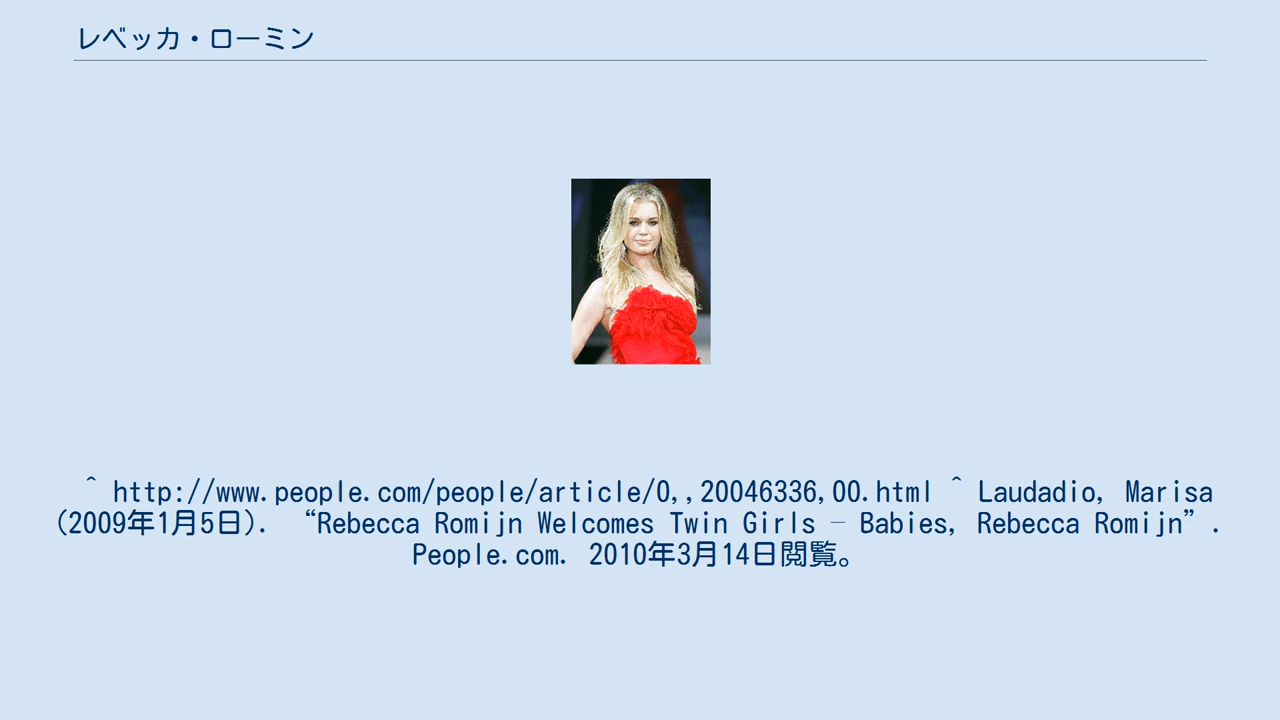 レベッカ・ローミン
^ http://www.people.com/people/article/0,,20046336,00.html ^ Laudadio, Marisa
(2009年1月5日). “Rebecca Romijn Welcomes Twin Girls – Babies, Rebecca Romijn”.
People.com. 2010年3月14日閲覧。